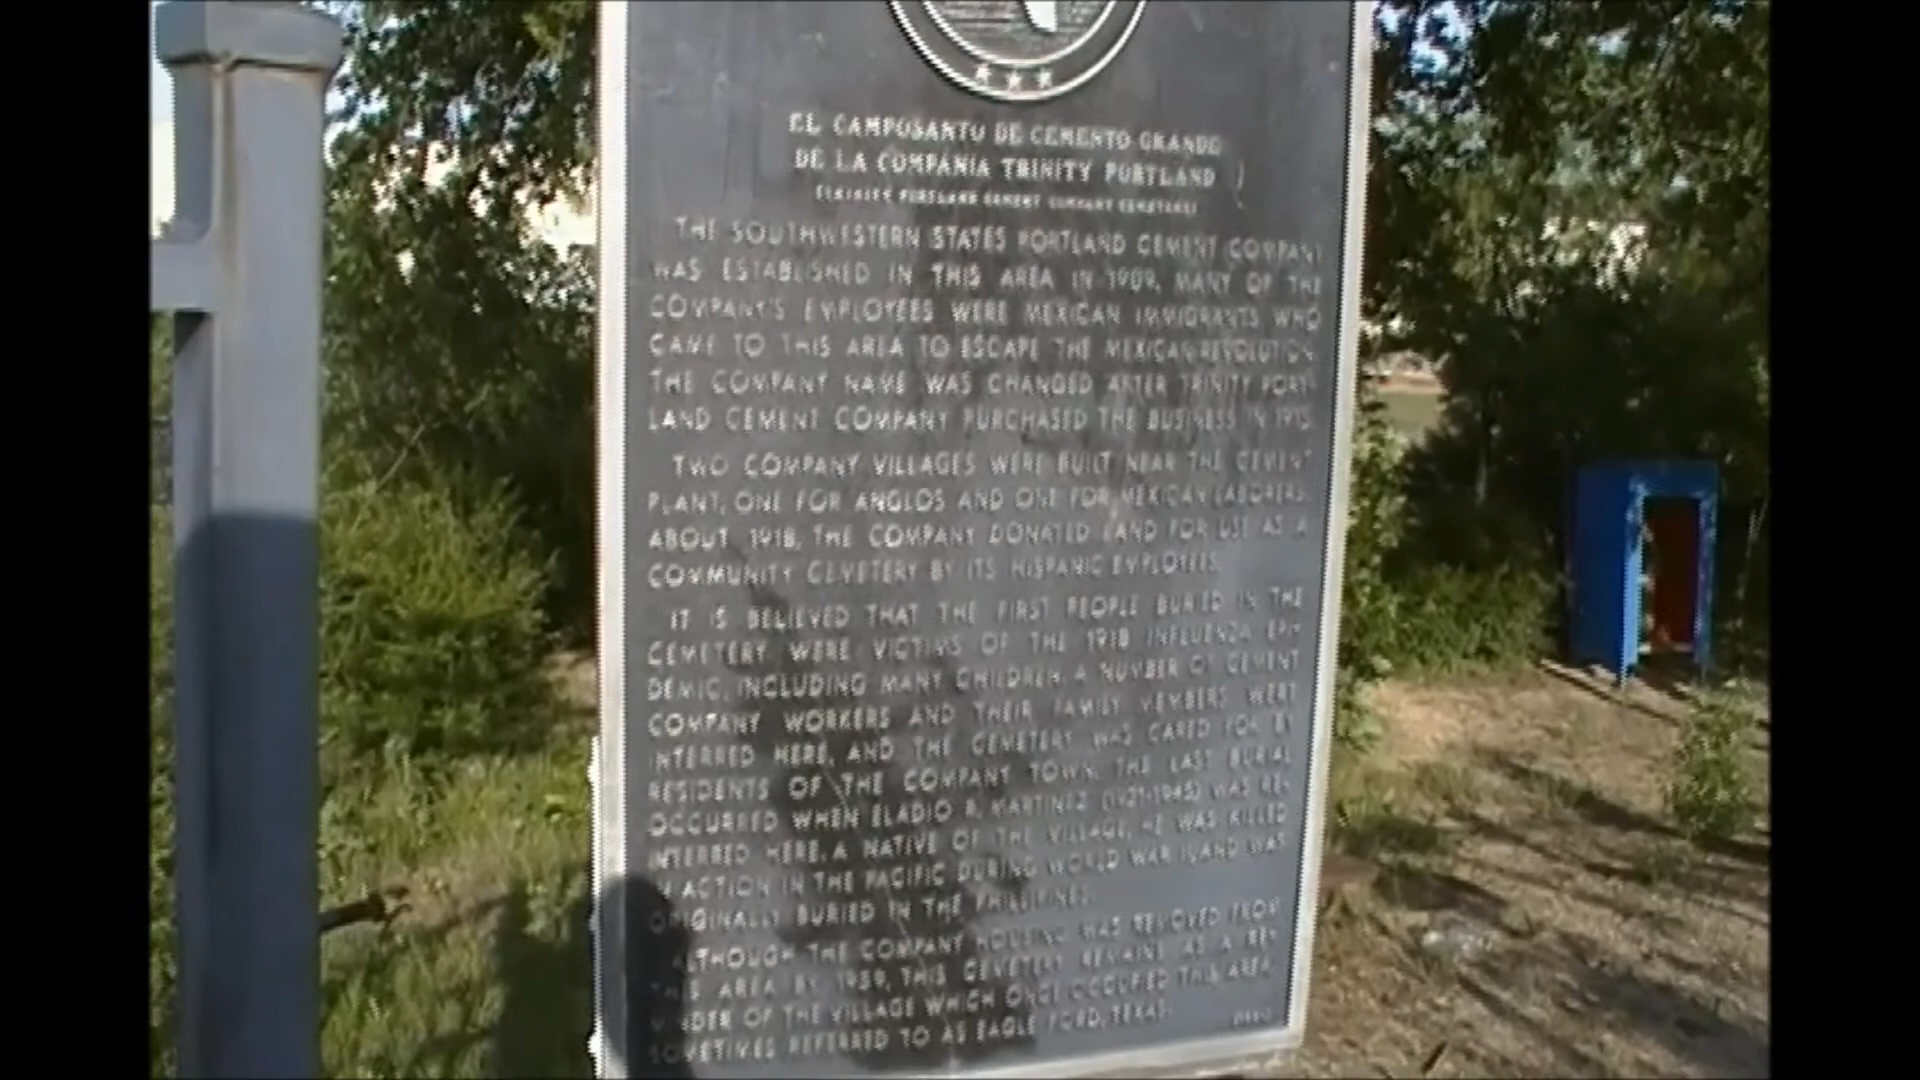 EL CAMPOSANTO DE CEMENTO GRANDE
DE LA COMPANIA TRINITY PORTLAND
(TRINITY PORTLAND CEMENT COMPANY CEMETERY)
THE SOUTHWESTERN STATES PORTLAND CEMENT COMPANY
WAS ESTABLISHED IN THIS AREA IN 1909. MANY OF THE
COMPANY'S EMPLOYEES WERE MEXICAN IMMIGRANTS WHO
CAME TO THIS AREA TO ESCAPE THE MEXICAN REVOLUTION.
THE COMPANY NAME WAS CHANGED AFTER TRINITY PORT-
LAND CEMENT COMPANY PURCHASED THE BUSINESS IN 1915.
TWO COMPANY VILLAGES WERE BUILT NEAR THE CEMENT
PLANT, ONE FOR ANGLOS AND ONE FOR MEXICAN LABORERS.
ABOUT 1918, THE COMPANY DONATED LAND FOR USE AS A
COMMUNITY CEMETERY BY ITS HISPANIC EMPLOYEES.
IT IS BELIEVED THAT THE FIRST PEOPLE BURIED IN THE
CEMETERY WERE VICTIMS OF THE 1918 INFLUENZA EPI-
DEMIC, INCLUDING MANY CHILDREN. A NUMBER OF CEMENT
COMPANY WORKERS AND THEIR FAMILY MEMBERS WERE
INTERRED HERE, AND THE CEMETERY WAS CARED FOR BY
RESIDENTS OF THE COMPANY TOWN. THE LAST BURIAL
OCCURRED WHEN ELADIO R. MARTINEZ (1921-1945) WAS RE-
INTERRED HERE. A NATIVE OF THE VILLAGE, HE WAS KILLED
IN ACTION IN THE PACIFIC DURING WORLD WAR II AND WAS
ORIGINALLY BURIED IN THE PHILIPPINES.
ALTHOUGH THE COMPANY HOUSING WAS REMOVED FROM
THIS AREA BY 1959, THIS CEMETERY REMAINS AS A RE-
MINDER OF THE VILLAGE WHICH ONCE OCCUPIED THIS AREA
SOMETIMES REFERRED TO AS EAGLE FORD, TEXAS.